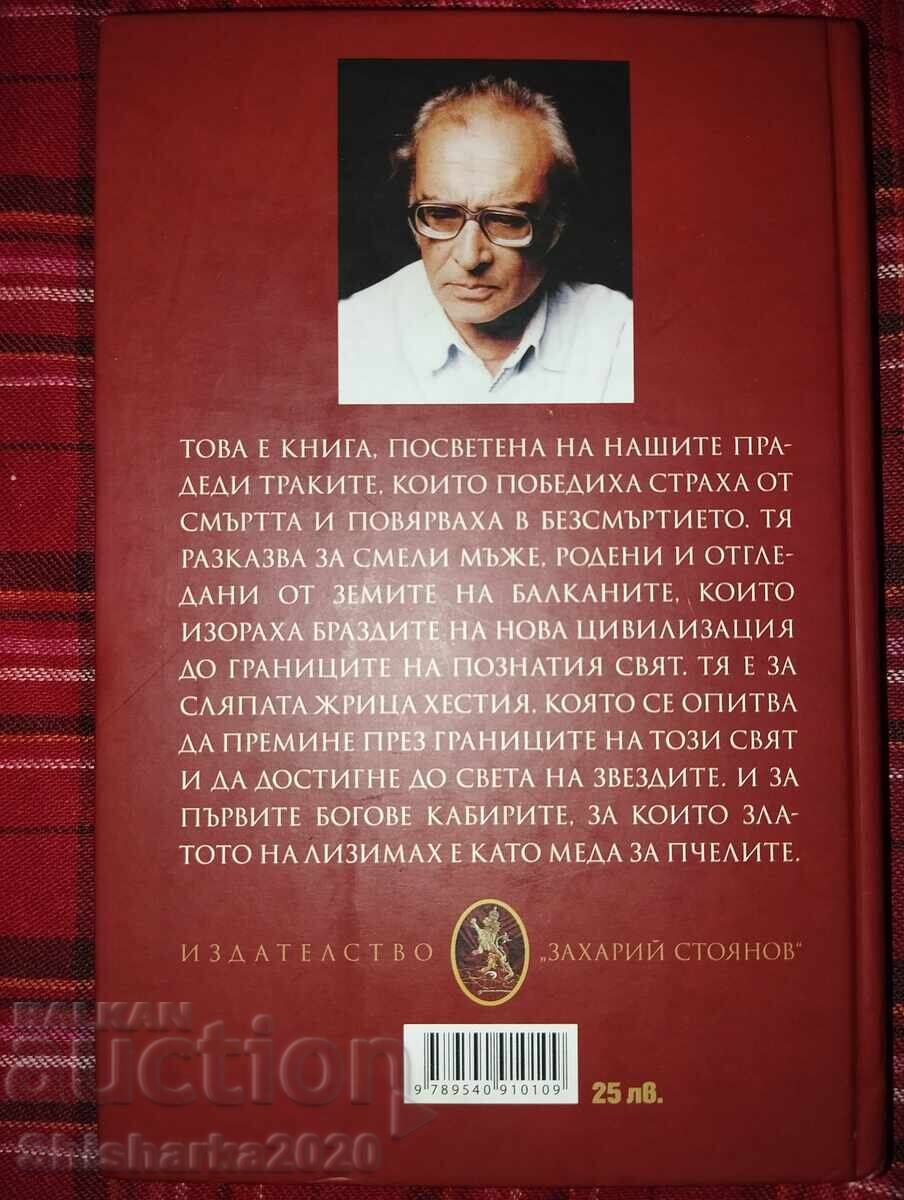 ТОВА Е КНИГА, ПОСВЕТЕНА НА НАШИТЕ ПРА-
ДЕДИ ТРАКИТЕ, КОИТО ПОБЕДИХА СТРАХА ОТ
СМЪРТТА И ПОВЯРВАХА В БЕЗСМЪРТИЕТО. ТЯ
РАЗКАЗВА ЗА СМЕЛИ МЪЖЕ, РОДЕНИ И ОТГЛЕ-
ДАНИ ОТ ЗЕМИТЕ НА БАЛКАНИТЕ, КОИТО
ИЗОРАХА БРАЗДИТЕ НА НОВА ЦИВИЛИЗАЦИЯ
ДО ГРАНИЦИТЕ НА ПОЗНАТИЯ СВЯТ. ТЯ Е ЗА
СЛЯПАТА ЖРИЦА ХЕСТИЯ, КОЯТО СЕ ОПИТВА
ДА ПРЕМИНЕ ПРЕЗ ГРАНИЦИТЕ НА ТОЗИ СВЯТ
И ДА ДОСТИГНЕ ДО СВЕТА НА ЗВЕЗДИТЕ. И ЗА
ПЪРВИТЕ БОГОВЕ КАБИРИТЕ, ЗА КОИТО ЗЛА-
ТОТО НА ЛИЗИМАХ Е КАТО МЕДА ЗА ПЧЕЛИТЕ.
ИЗДАТЕЛСТВО „ЗАХАРИЙ СТОЯНОВ“
BALKAN
auction
9 789540 910109
25 лв.
Shisharka2020